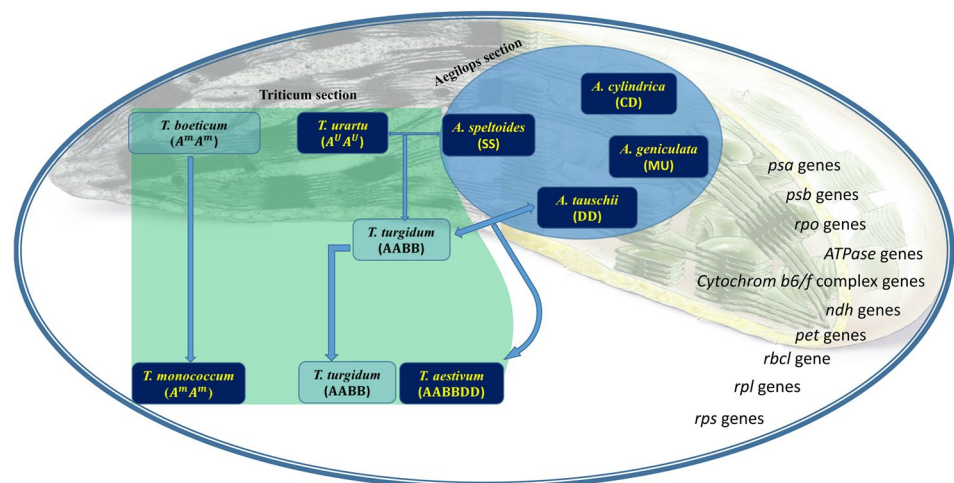 Triticum section
Aegilops section
T. boeticum
(AᵐAᵐ)
T. urartu
(AᵁAᵁ)
A. speltoides
(SS)
A. cylindrica
(CD)
A. geniculata
(MU)
A. tauschii
(DD)
T. turgidum
(AABB)
T. monococcum
(AᵐAᵐ)
T. turgidum
(AABB)
T. aestivum
(AABBDD)
psa genes
psb genes
rpo genes
ATPase genes
Cytochrom b6/f complex genes
ndh genes
pet genes
rbcl gene
rpl genes
rps genes